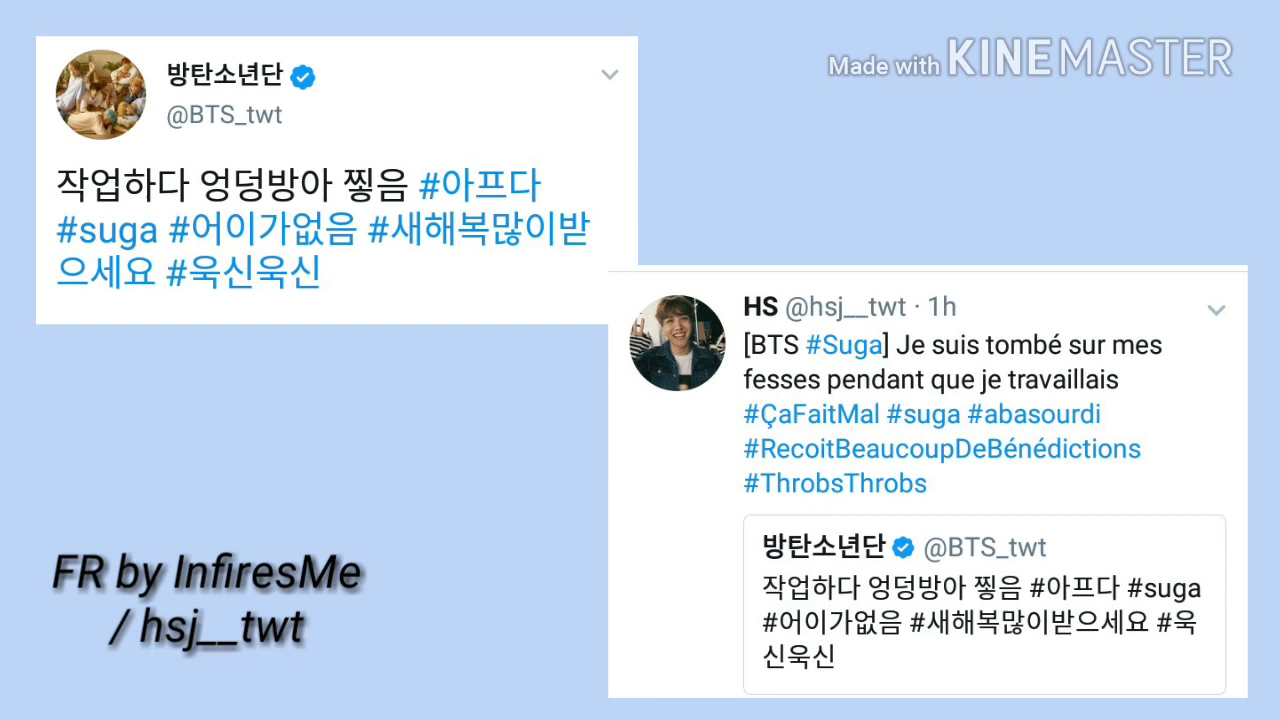 방탄소년단
@BTS_twt
작업하다 엉덩방아 찧음 #아프다
#suga #어이가없음 #새해복많이받
으세요 #욱신욱신
Made with KINEMASTER
HS @hsj__twt · 1h
[BTS #Suga] Je suis tombé sur mes
fesses pendant que je travaillais
#ÇaFaitMal #suga #abasourdi
#RecoitBeaucoupDeBénédictions
#ThrobsThrobs
방탄소년단 @BTS_twt
작업하다 엉덩방아 찧음 #아프다 #suga
#어이가없음 #새해복많이받으세요 #욱
신욱신
FR by InfiresMe
/ hsj__twt